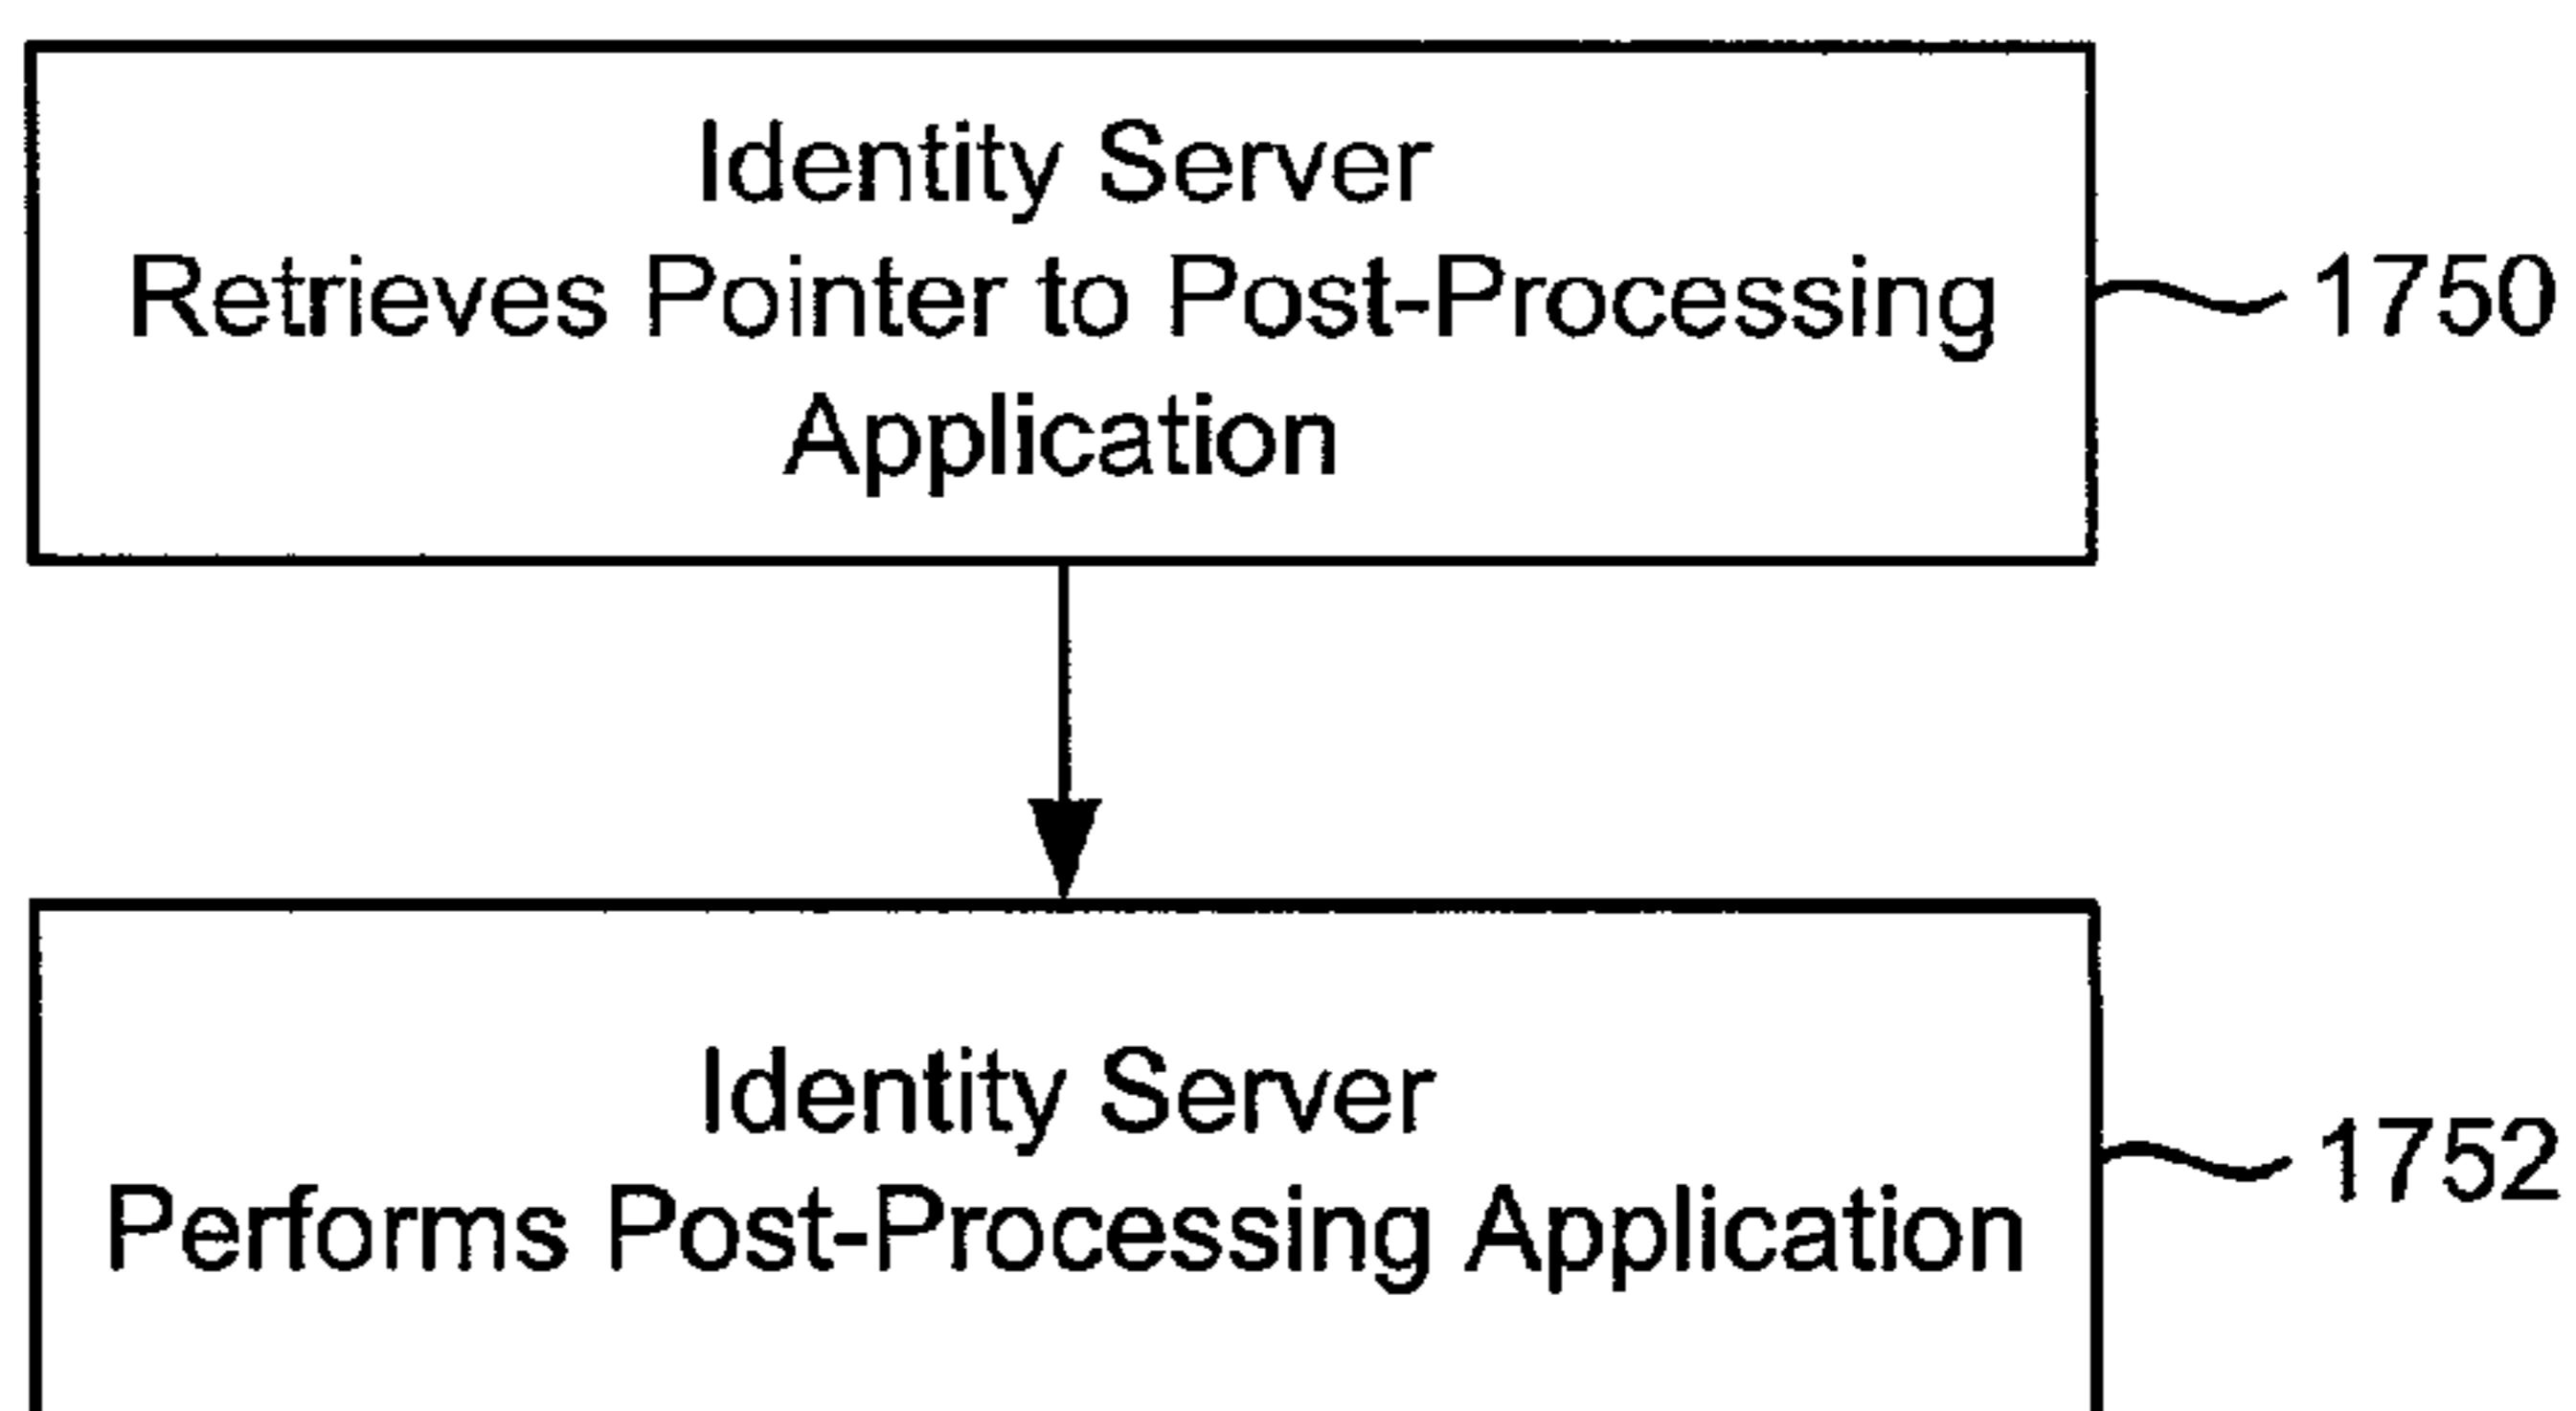 Identity Server
Retrieves Pointer to Post-Processing
Application
1750
Identity Server
Performs Post-Processing Application
1752